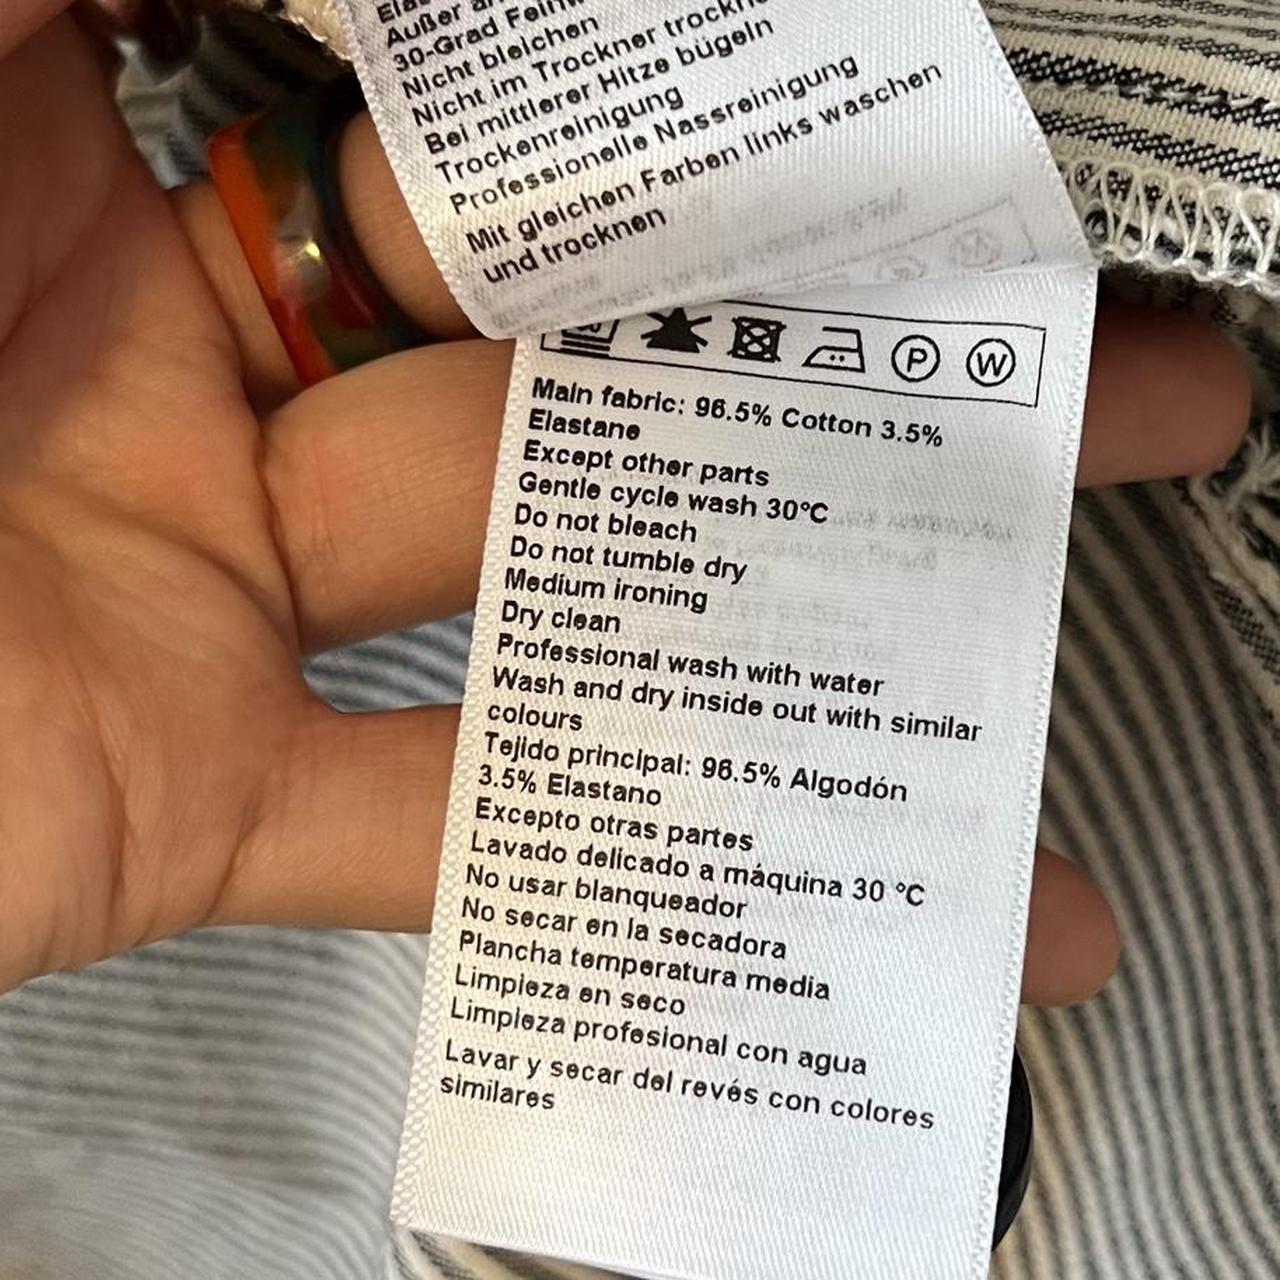 Außer
30-Grad
Nicht bleichen
Nicht im Trockner
Bei mittlerer Hitze bügeln
Trockenreinigung
Professionelle Nassreinigung
Mit gleichen Farben links waschen
und trocknen
P W
Main fabric: 96.5% Cotton 3.5%
Elastane
Except other parts
Gentle cycle wash 30°C
Do not bleach
Do not tumble dry
Medium ironing
Dry clean
Professional wash with water
Wash and dry inside out with similar
colours
Tejido principal: 96.5% Algodón
3.5% Elastano
Excepto otras partes
Lavado delicado a máquina 30 °C
No usar blanqueador
No secar en la secadora
Plancha temperatura media
Limpieza en seco
Limpieza profesional con agua
Lavar y secar del revés con colores
similares